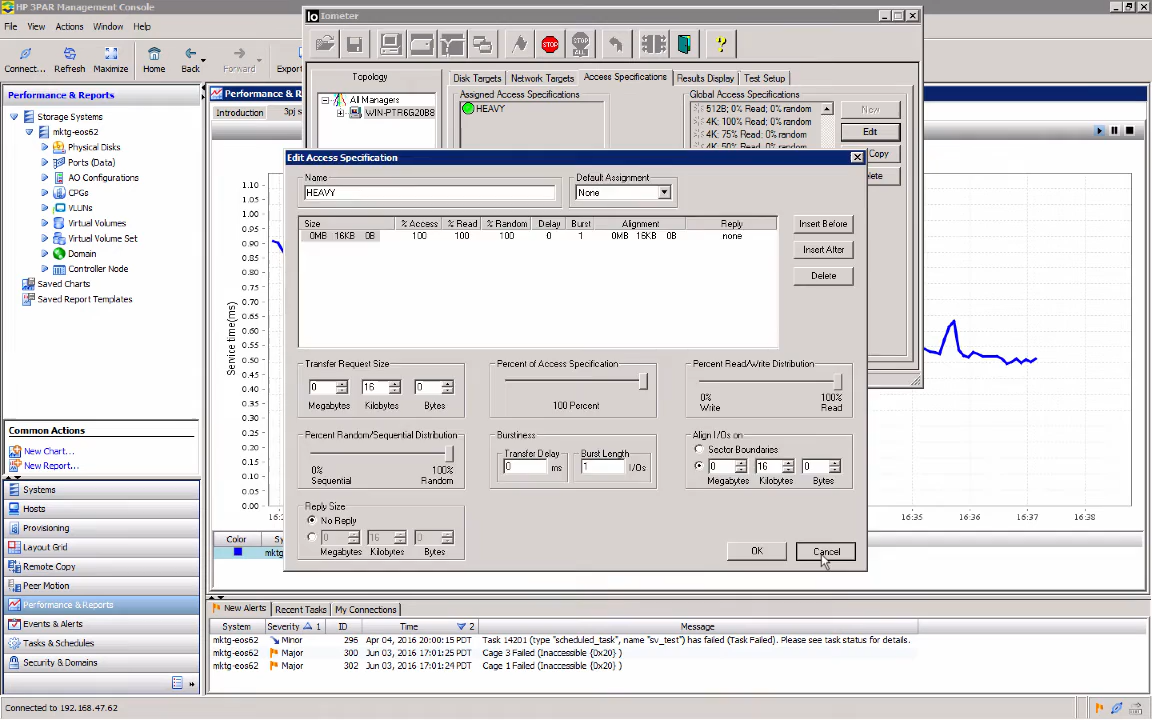 HP 3PAR Management Console
File View Actions Window Help
Connect... Refresh Maximize Home Back Forward Export
Performance & Reports
Storage Systems
mktg-eos62
Physical Disks
Ports (Data)
AO Configurations
CPGs
VLUNs
Virtual Volumes
Virtual Volume Set
Domain
Controller Node
Saved Charts
Saved Report Templates
Common Actions
New Chart...
New Report...
Systems
Hosts
Provisioning
Layout Grid
Remote Copy
Peer Motion
Performance & Reports
Events & Alerts
Tasks & Schedules
Security & Domains
Connected to 192.168.47.62
Introduction
Service time(ms)
1.10
1.05
1.00
0.95
0.90
0.85
0.80
0.75
0.70
0.65
0.60
0.55
0.50
0.45
0.40
0.35
0.30
0.25
0.20
0.15
0.10
0.05
0.00
16:35 16:36 16:37 16:38
Color
Iometer
STOP STOP ALL
Topology
All Managers
WIN-PTR6G20B8
Disk Targets Network Targets Access Specifications Results Display Test Setup
Assigned Access Specifications
HEAVY
Global Access Specifications
512B; 0% Read; 0% random
4K; 100% Read; 0% random
4K; 75% Read; 0% random
4K; 50% Read; 0% random
New
Edit
Copy
Edit Access Specification
Name
HEAVY
Default Assignment
None
Size % Access % Read % Random Delay Burst Alignment Reply
0MB 16KB 0B 100 100 100 0 1 0MB 16KB 0B none
Insert Before
Insert After
Delete
Transfer Request Size
0 16 0
Megabytes Kilobytes Bytes
Percent of Access Specification
100 Percent
Percent Read/Write Distribution
0% 100%
Write Read
Percent Random/Sequential Distribution
0% 100%
Sequential Random
Burstiness
Transfer Delay Burst Length
0 ms 1 I/Os
Align I/Os on
Sector Boundaries
0 16 0
Megabytes Kilobytes Bytes
Reply Size
No Reply
0 16 0
Megabytes Kilobytes Bytes
OK Cancel
New Alerts Recent Tasks My Connections
System Severity 1 ID Time 2 Message
mktg-eos62 Minor 296 Apr 04, 2016 20:00:15 PDT Task 14201 (type "scheduled_task", name "sv_test") has failed (Task Failed). Please see task status for details.
mktg-eos62 Major 300 Jun 03, 2016 17:01:25 PDT Cage 3 Failed (Inaccessible {0x20} )
mktg-eos62 Major 302 Jun 03, 2016 17:01:24 PDT Cage 1 Failed (Inaccessible {0x20} )